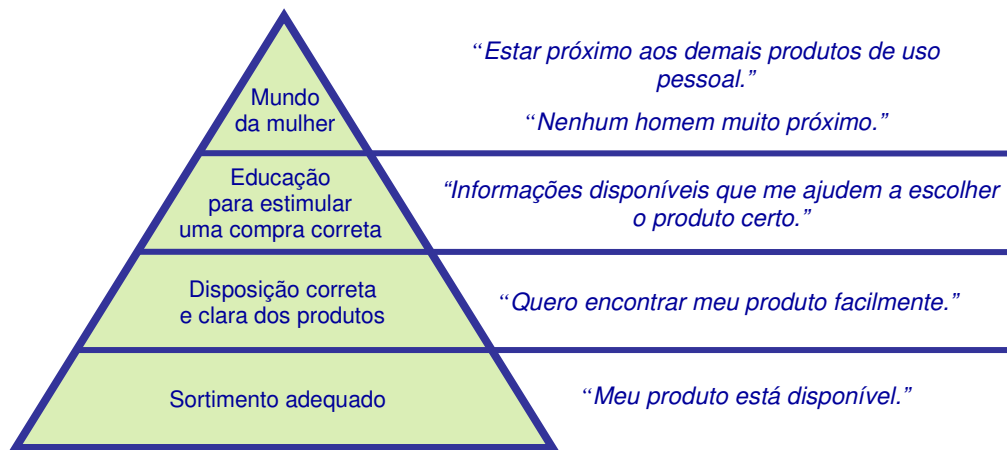 “Estar próximo aos demais produtos de uso
pessoal.”
Mundo
da mulher
“Nenhum homem muito próximo.”
Educação
para estimular
uma compra correta
“Informações disponíveis que me ajudem a escolher
o produto certo.”
Disposição correta
e clara dos produtos
“Quero encontrar meu produto facilmente.”
Sortimento adequado
“Meu produto está disponível.”